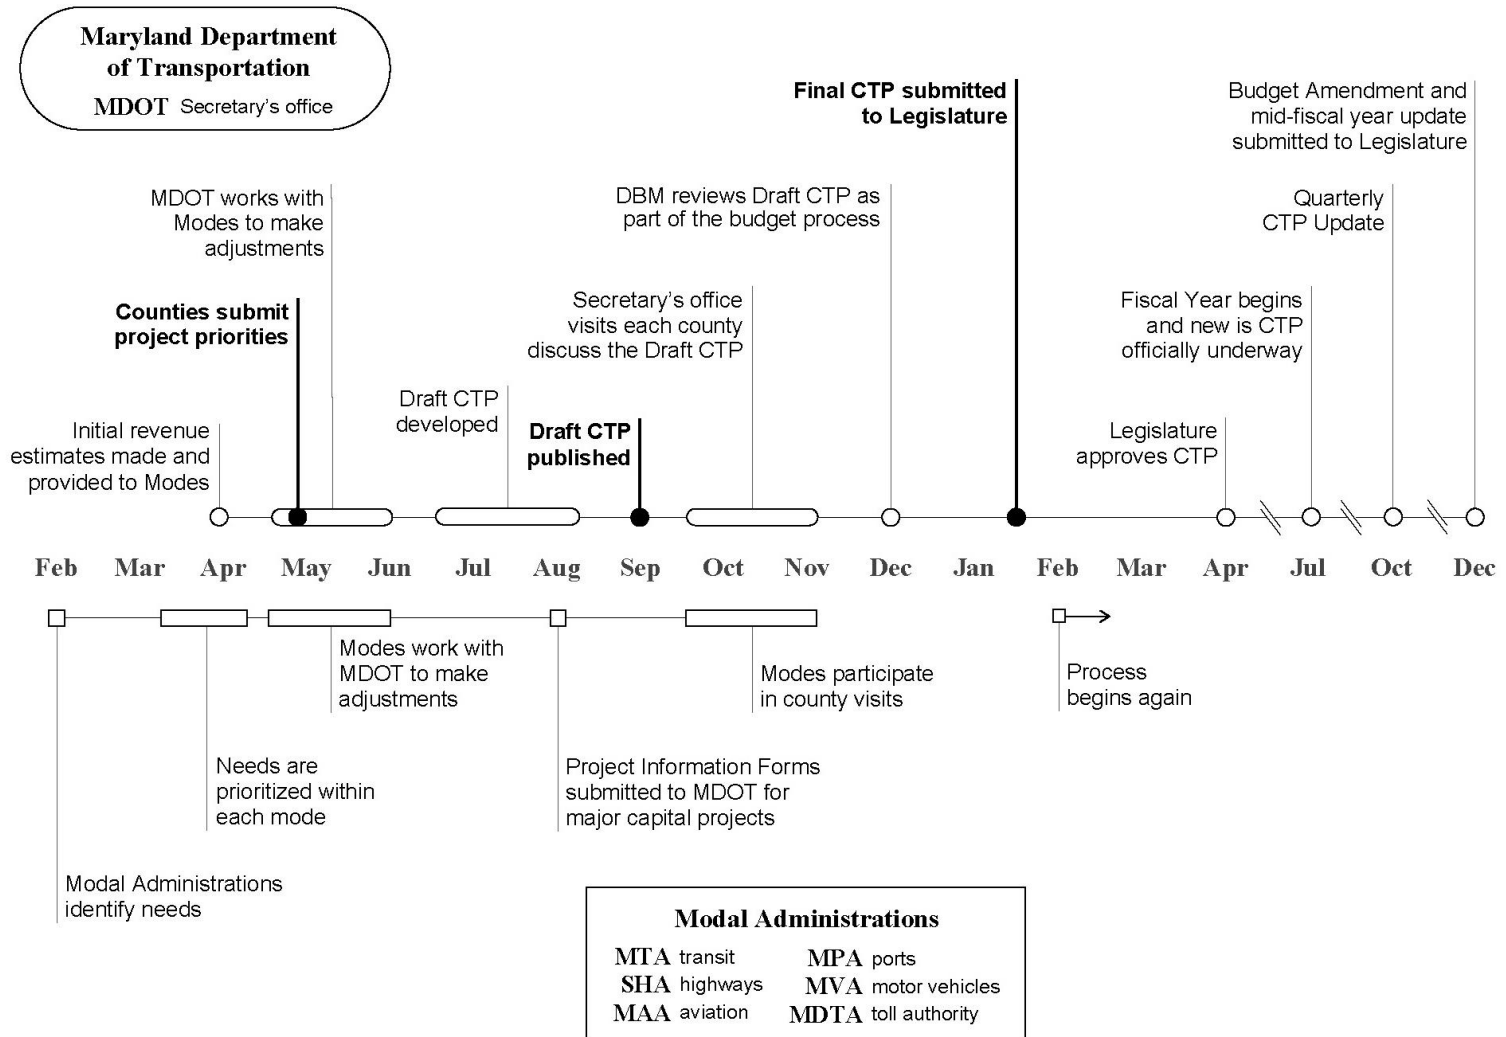 Maryland Department
of Transportation
MDOT Secretary's office
Final CTP submitted
to Legislature
Budget Amendment and
mid-fiscal year update
submitted to Legislature
MDOT works with
Modes to make
adjustments
DBM reviews Draft CTP as
part of the budget process
Quarterly
CTP Update
Counties submit
project priorities
Secretary's office
visits each county
discuss the Draft CTP
Fiscal Year begins
and new is CTP
officially underway
Initial revenue
estimates made and
provided to Modes
Draft CTP
developed
Draft CTP
published
Legislature
approves CTP
Feb Mar Apr May Jun Jul Aug Sep Oct Nov Dec Jan Feb Mar Apr Jul Oct Dec
Modes work with
MDOT to make
adjustments
Modes participate
in county visits
Process
begins again
Needs are
prioritized within
each mode
Project Information Forms
submitted to MDOT for
major capital projects
Modal Administrations
identify needs
Modal Administrations
MTA transit MPA ports
SHA highways MVA motor vehicles
MAA aviation MDTA toll authority